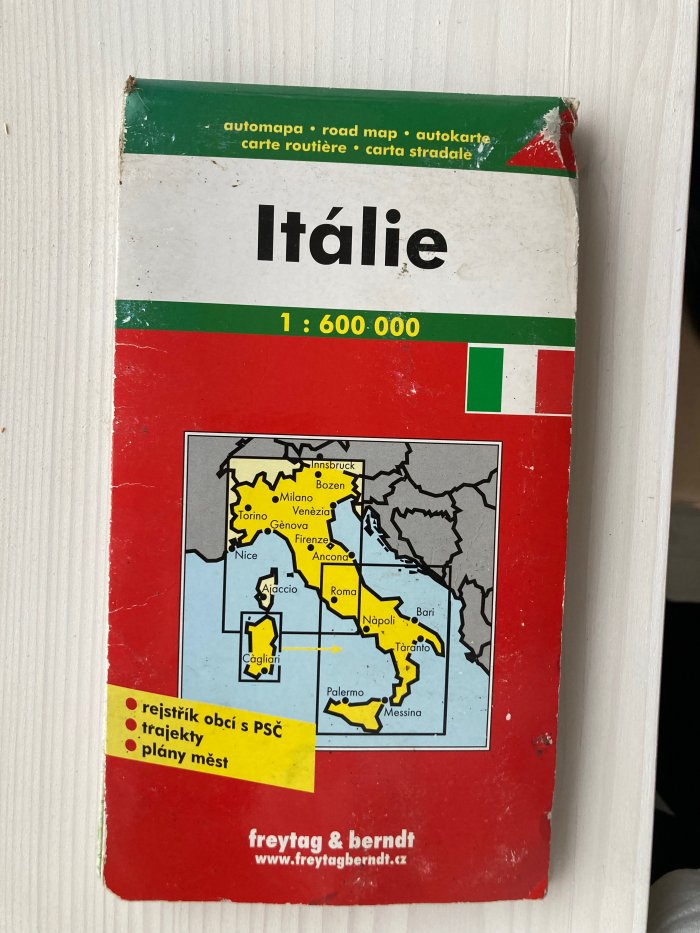 automapa • road map • autokarte
carte routière • carta stradale
Itálie
1 : 600 000
Innsbruck
Bozen
Milano
Venèzia
Torino
Gènova
Firenze
Nice
Ancona
Ajaccio
Roma
Bari
Nàpoli
Tàranto
Càgliari
Palermo
Messina
rejstřík obcí s PSČ
trajekty
plány měst
freytag & berndt
www.freytagberndt.cz